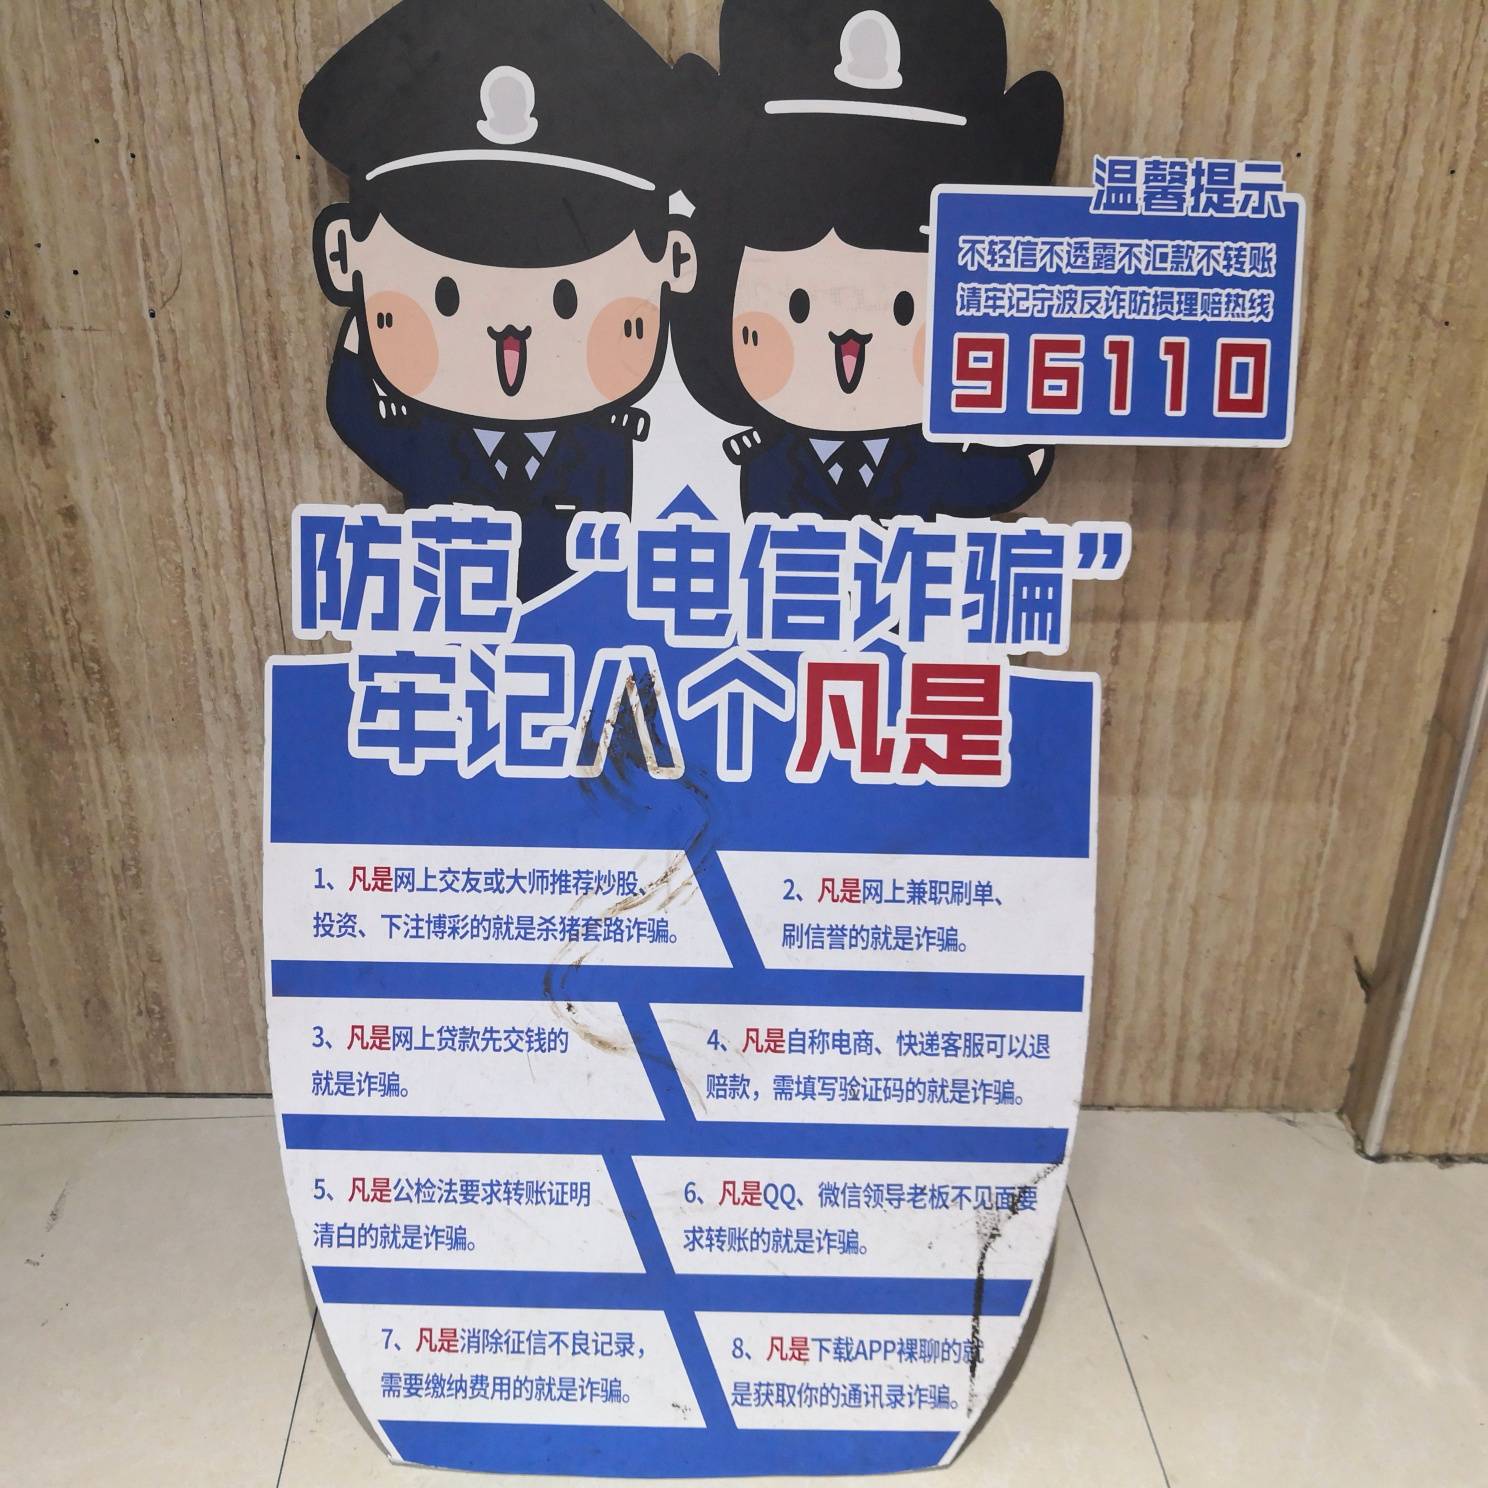 温馨提示
不轻信不透露不汇款不转账
请牢记宁波反诈防损理赔热线
96110
防范“电信诈骗”
牢记八个凡是
1、凡是网上交友或大师推荐炒股、
投资、下注博彩的就是杀猪套路诈骗。
2、凡是网上兼职刷单、
刷信誉的就是诈骗。
3、凡是网上贷款先交钱的
就是诈骗。
4、凡是自称电商、快递客服可以退
赔款，需填写验证码的就是诈骗。
5、凡是公检法要求转账证明
清白的就是诈骗。
6、凡是QQ、微信领导老板不见面要
求转账的就是诈骗。
7、凡是消除征信不良记录，
需要缴纳费用的就是诈骗。
8、凡是下载APP裸聊的就
是获取你的通讯录诈骗。